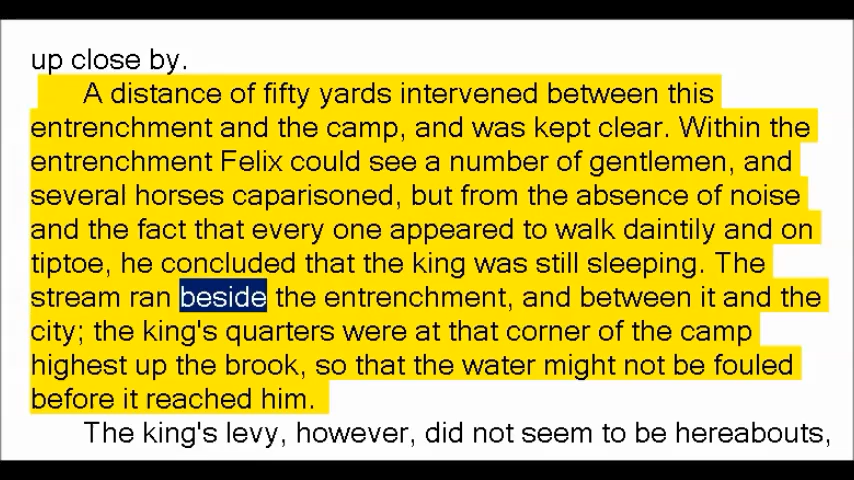 up close by.
A distance of fifty yards intervened between this
entrenchment and the camp, and was kept clear. Within the
entrenchment Felix could see a number of gentlemen, and
several horses caparisoned, but from the absence of noise
and the fact that every one appeared to walk daintily and on
tiptoe, he concluded that the king was still sleeping. The
stream ran beside the entrenchment, and between it and the
city; the king's quarters were at that corner of the camp
highest up the brook, so that the water might not be fouled
before it reached him.
The king's levy, however, did not seem to be hereabouts,